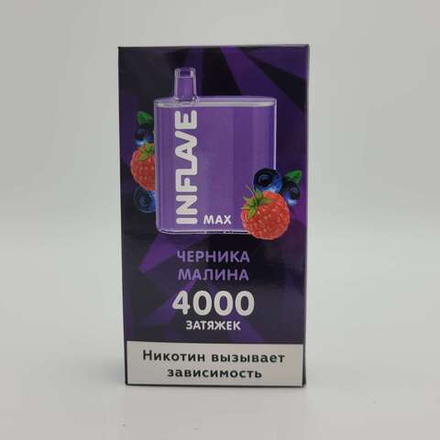 INFLAVE
MAX
ЧЕРНИКА
МАЛИНА
4000
ЗАТЯЖЕК
Никотин вызывает
зависимость